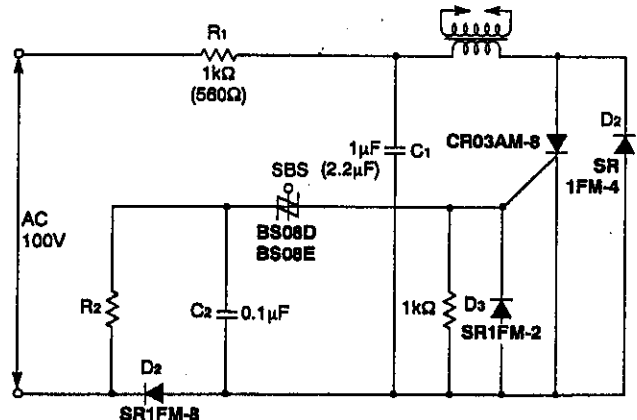 R1
1kΩ
(560Ω)
1μF
(2.2μF)
C1
CR03AM-8
D2
SR
1FM-4
SBS
BS08D
BS08E
AC
100V
R2
C2
0.1μF
1kΩ
D3
SR1FM-2
D2
SR1FM-8